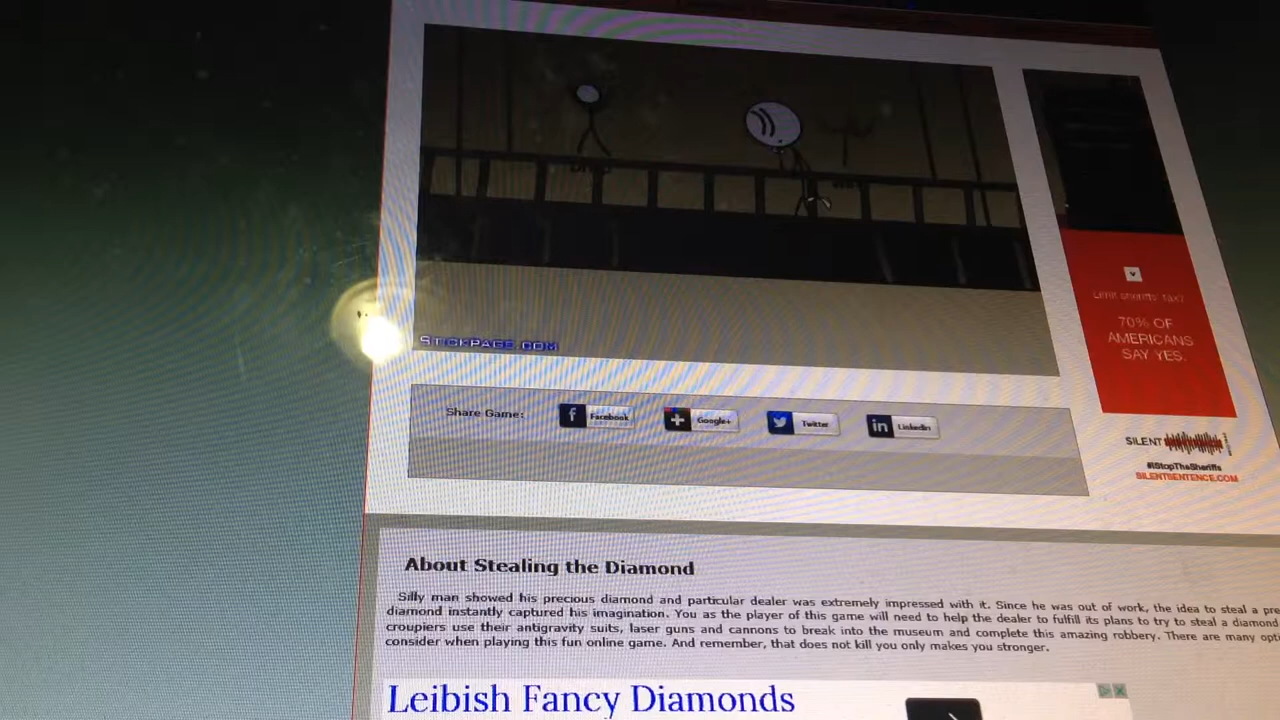 STICKPAGE.COM
Share Game:
Facebook
Google+
Twitter
LinkedIn
70% OF
AMERICANS
SAY YES.
SILENT
#iStopTheSheriffs
SILENTSENTENCE.COM
About Stealing the Diamond
Silly man showed his precious diamond and particular dealer was extremely impressed with it. Since he was out of work, the idea to steal a pre
diamond instantly captured his imagination. You as the player of this game will need to help the dealer to fulfill its plans to try to steal a diamond
croupiers use their antigravity suits, laser guns and cannons to break into the museum and complete this amazing robbery. There are many opt
consider when playing this fun online game. And remember, that does not kill you only makes you stronger.
Leibish Fancy Diamonds